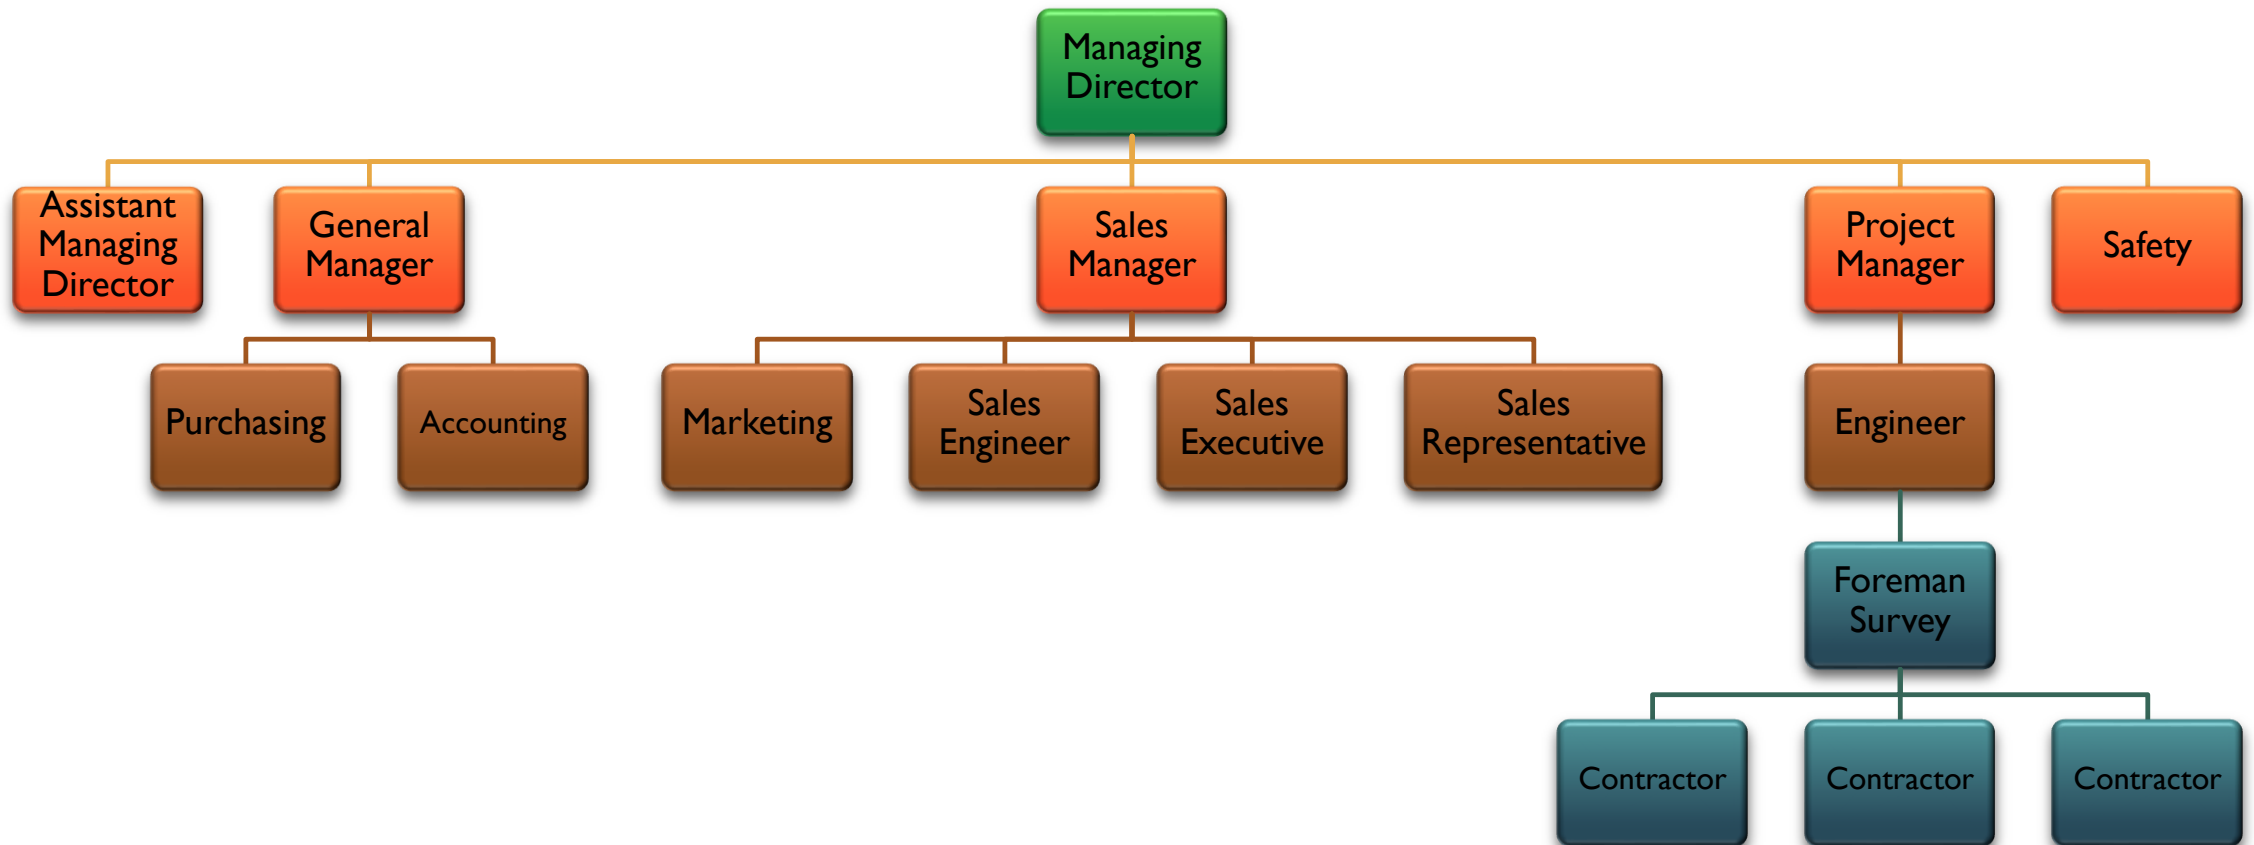 Managing
Director
Assistant
Managing
Director
General
Manager
Sales
Manager
Project
Manager
Safety
Purchasing
Accounting
Marketing
Sales
Engineer
Sales
Executive
Sales
Representative
Engineer
Foreman
Survey
Contractor
Contractor
Contractor